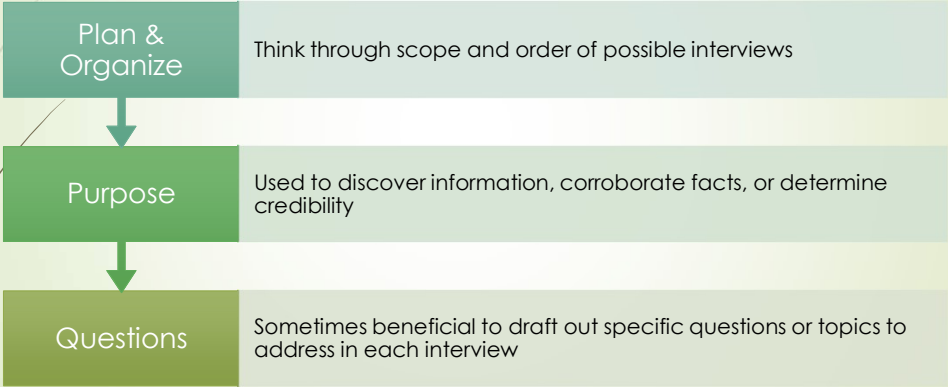 Plan &
Organize
Think through scope and order of possible interviews
Purpose
Used to discover information, corroborate facts, or determine
credibility
Questions
Sometimes beneficial to draft out specific questions or topics to
address in each interview